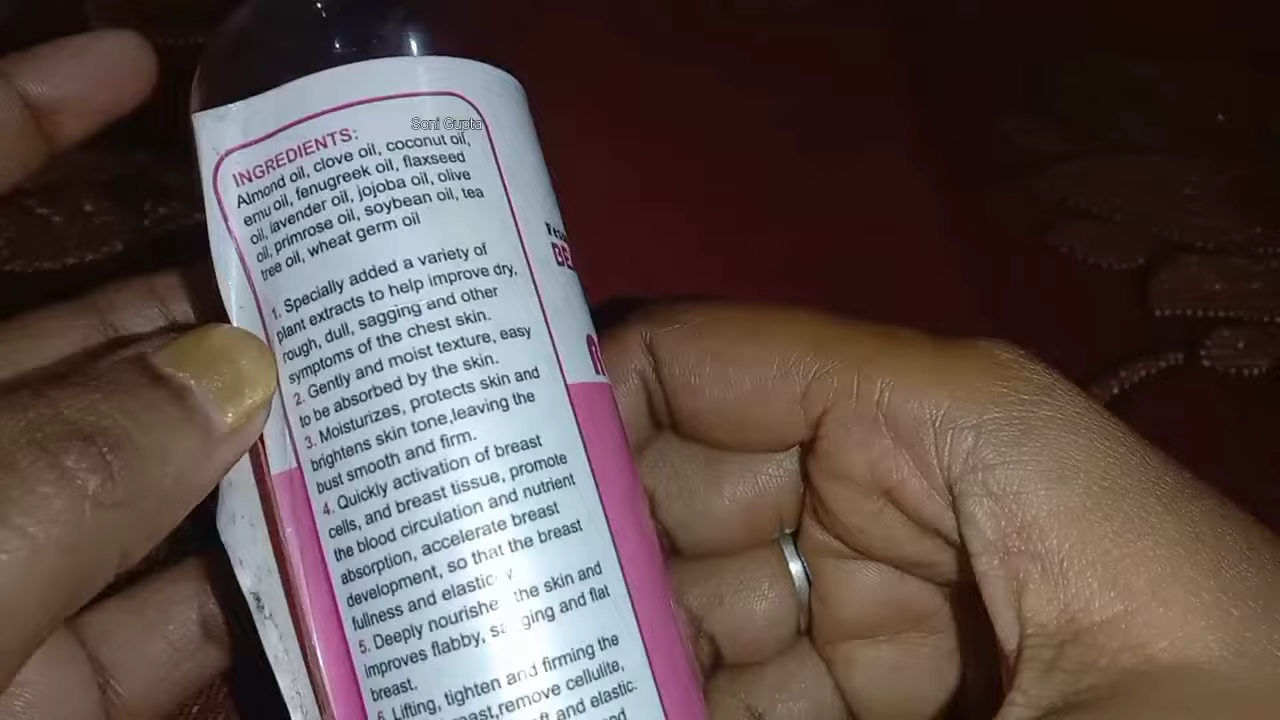 Soni Gupta
INGREDIENTS:
Almond oil, clove oil, coconut oil,
emu oil, fenugreek oil, flaxseed
oil, lavender oil, jojoba oil, olive
oil, primrose oil, soybean oil, tea
tree oil, wheat germ oil
1. Specially added a variety of
plant extracts to help improve dry,
rough, dull, sagging and other
symptoms of the chest skin.
2. Gently and moist texture, easy
to be absorbed by the skin.
3. Moisturizes, protects skin and
brightens skin tone,leaving the
bust smooth and firm.
4. Quickly activation of breast
cells, and breast tissue, promote
the blood circulation and nutrient
absorption, accelerate breast
development, so that the breast
fullness and
5. Deeply the skin and
improves flabby, and flat
breast.
6. Lifting, tighten and firming the
remove cellulite,
and elastic.